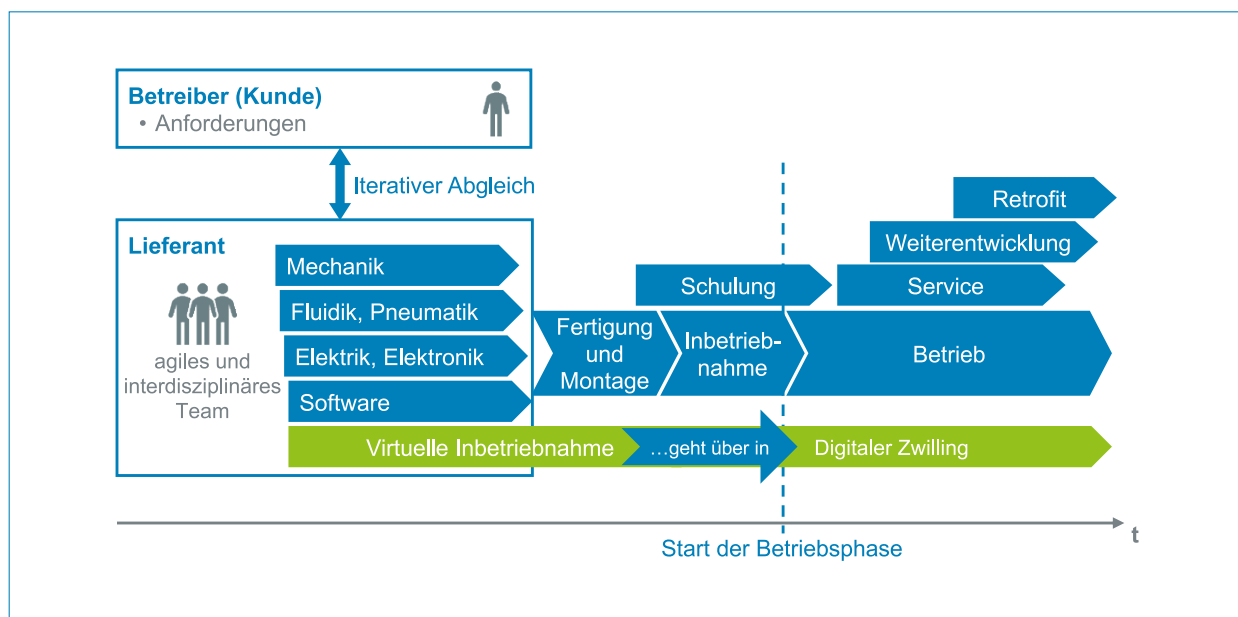 Betreiber (Kunde)
• Anforderungen
Iterativer Abgleich
Lieferant
agiles und
interdisziplinäres
Team
Mechanik
Fluidik, Pneumatik
Elektrik, Elektronik
Software
Fertigung
und
Montage
Inbetrieb-
nahme
Betrieb
Schulung
Service
Weiterentwicklung
Retrofit
Virtuelle Inbetriebnahme
...geht über in
Digitaler Zwilling
t
Start der Betriebsphase